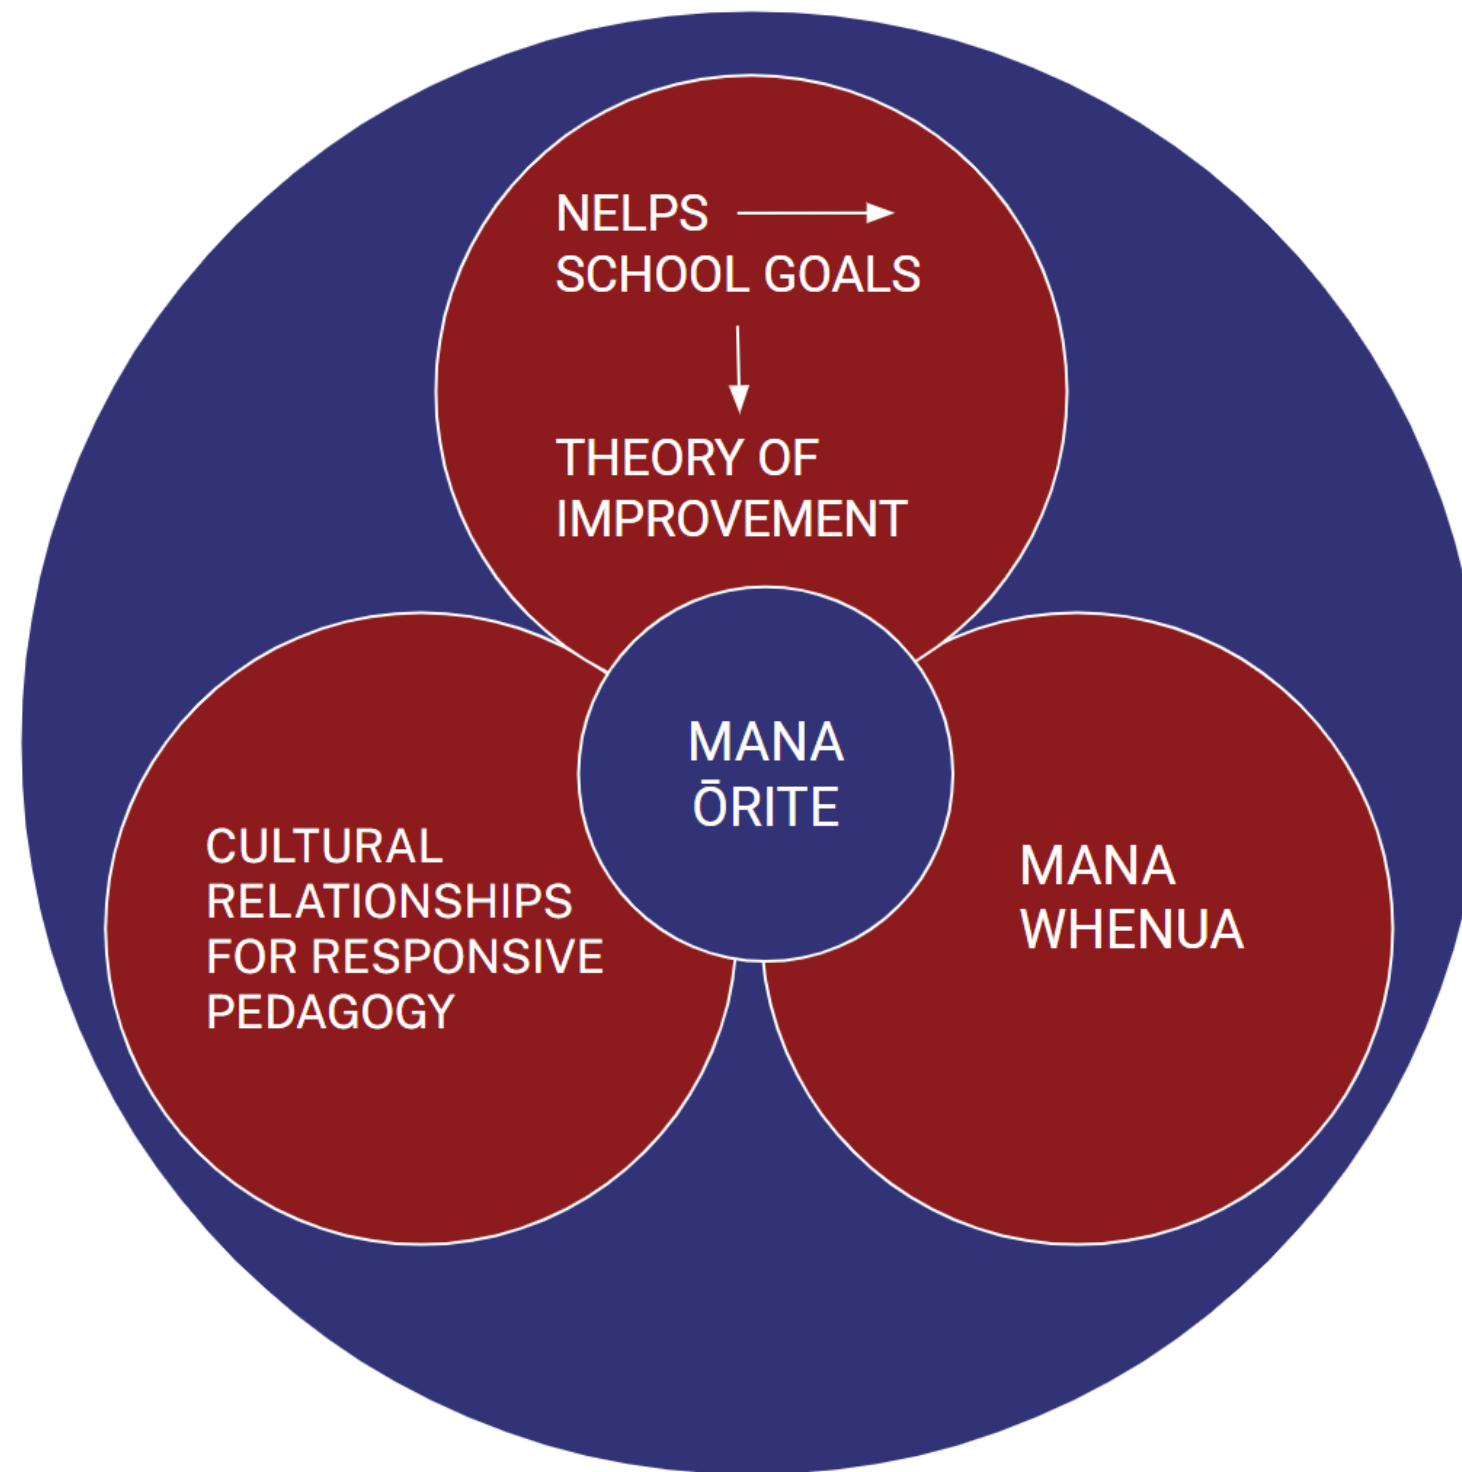 NELPS
SCHOOL GOALS
THEORY OF
IMPROVEMENT
MANA
ŌRITE
CULTURAL
RELATIONSHIPS
FOR RESPONSIVE
PEDAGOGY
MANA
WHENUA